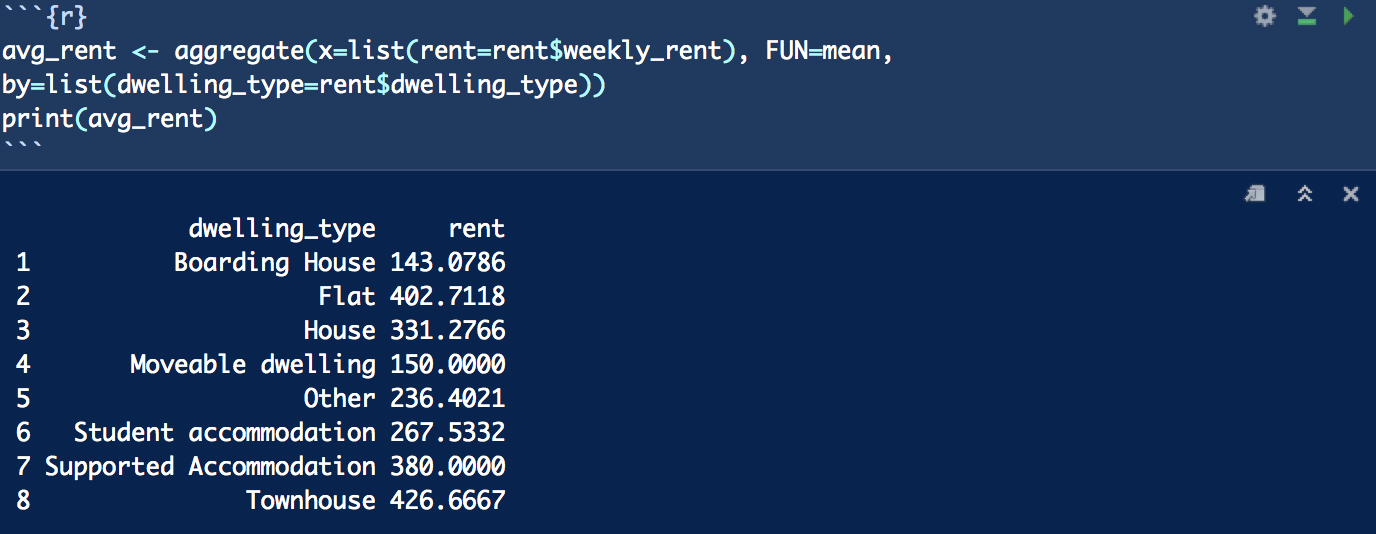 ```{r}
avg_rent <- aggregate(x=list(rent=rent$weekly_rent), FUN=mean,
by=list(dwelling_type=rent$dwelling_type))
print(avg_rent)
```
dwelling_type rent
1 Boarding House 143.0786
2 Flat 402.7118
3 House 331.2766
4 Moveable dwelling 150.0000
5 Other 236.4021
6 Student accommodation 267.5332
7 Supported Accommodation 380.0000
8 Townhouse 426.6667